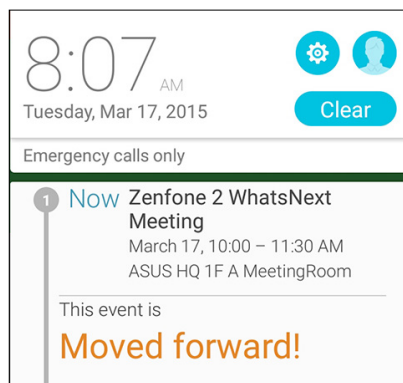 8:07 AM
Tuesday, Mar 17, 2015
Clear
Emergency calls only
1 Now Zenfone 2 WhatsNext
Meeting
March 17, 10:00 – 11:30 AM
ASUS HQ 1F A MeetingRoom
This event is
Moved forward!